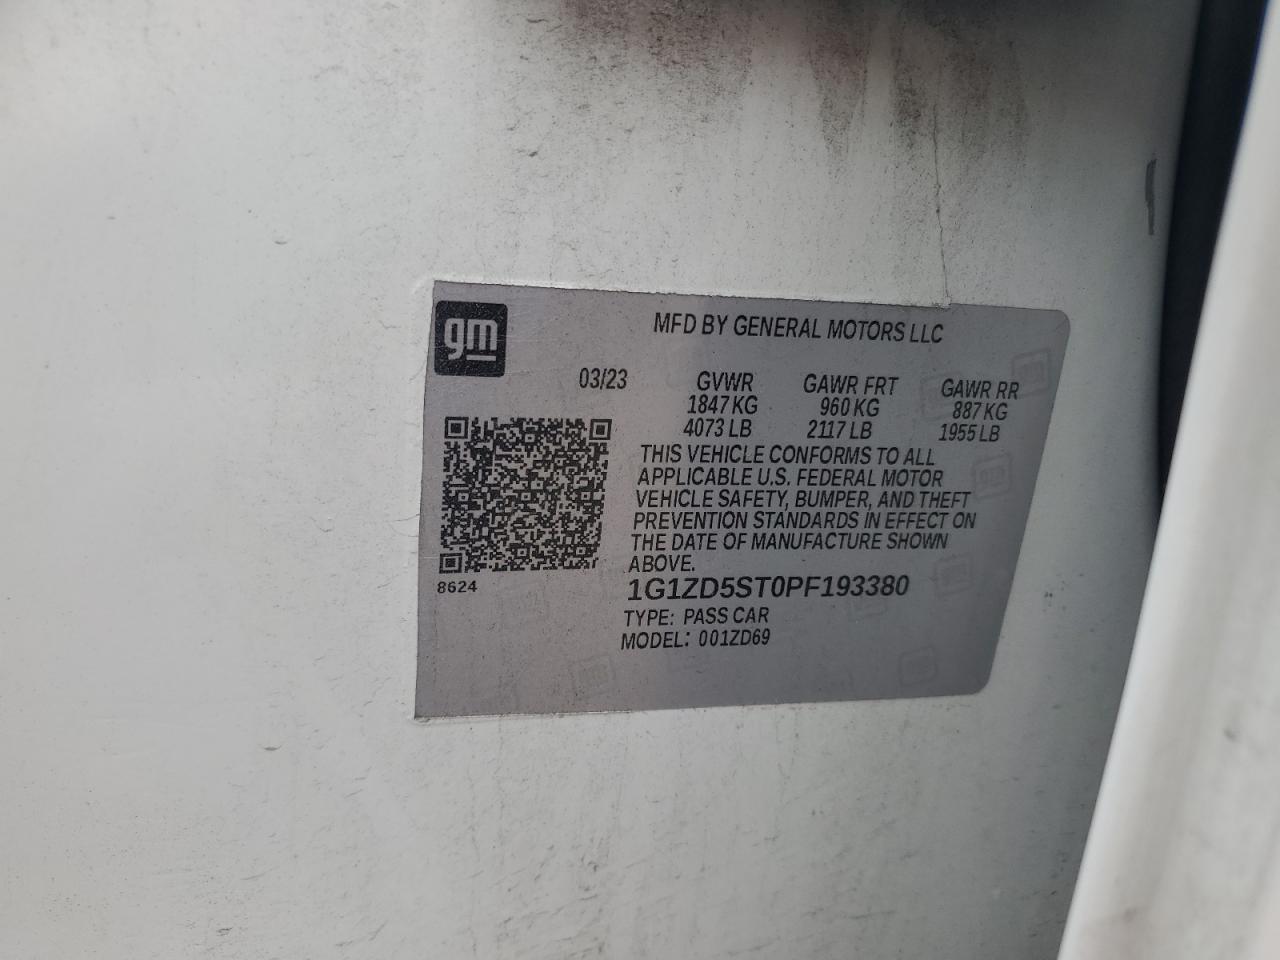 gm
MFD BY GENERAL MOTORS LLC
03/23 GVWR GAWR FRT GAWR RR
1847 KG 960 KG 887 KG
4073 LB 2117 LB 1955 LB
THIS VEHICLE CONFORMS TO ALL
APPLICABLE U.S. FEDERAL MOTOR
VEHICLE SAFETY, BUMPER, AND THEFT
PREVENTION STANDARDS IN EFFECT ON
THE DATE OF MANUFACTURE SHOWN
ABOVE.
8624
1G1ZD5ST0PF193380
TYPE: PASS CAR
MODEL: 001ZD69